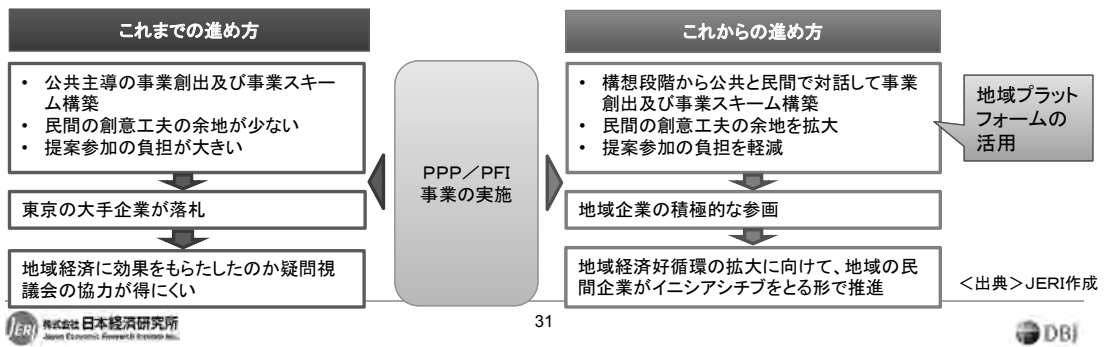 これまでの進め方
• 公共主導の事業創出及び事業スキー
ム構築
• 民間の創意工夫の余地が少ない
• 提案参加の負担が大きい
東京の大手企業が落札
地域経済に効果をもらたしたのか疑問視
議会の協力が得にくい
PPP／PFI
事業の実施
これからの進め方
• 構想段階から公共と民間で対話して事業
創出及び事業スキーム構築
• 民間の創意工夫の余地を拡大
• 提案参加の負担を軽減
地域プラット
フォームの
活用
地域企業の積極的な参画
地域経済好循環の拡大に向けて、地域の民
間企業がイニシアシチブをとる形で推進
＜出典＞JERI作成
JERI 株式会社 日本経済研究所
Japan Economic Research Institute Inc.
31
DBJ